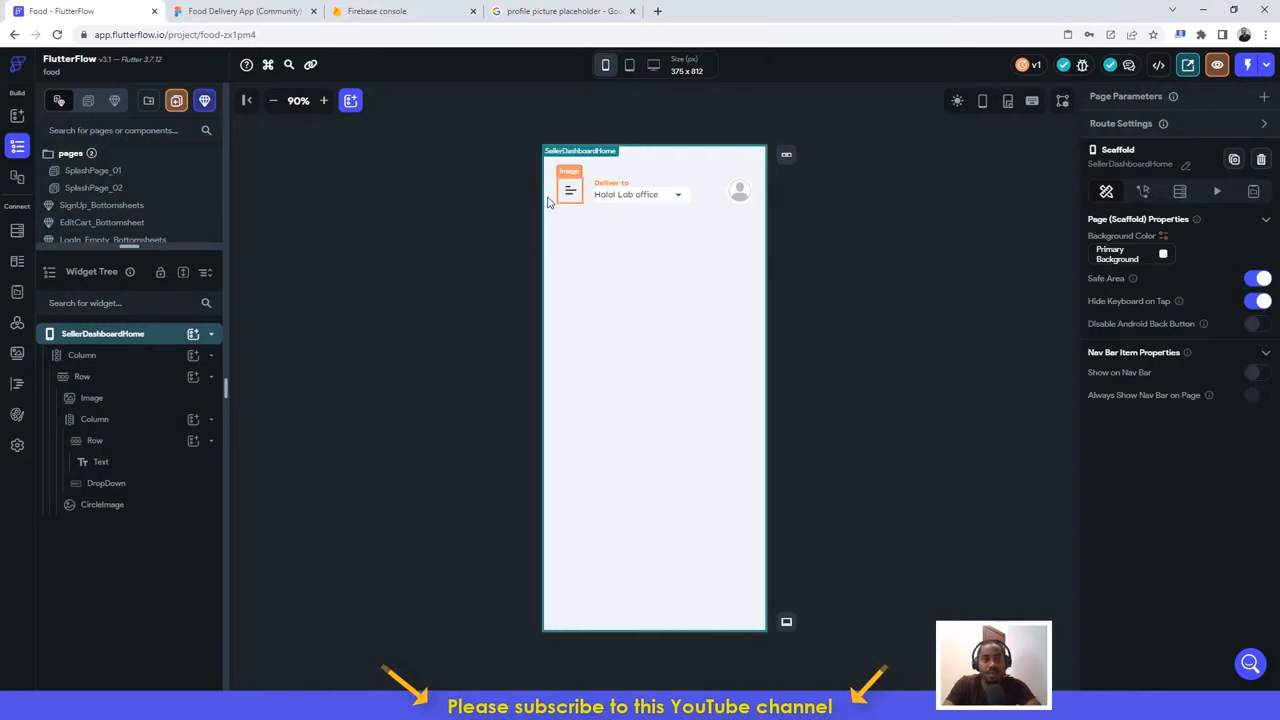 Food - FlutterFlow
Food Delivery App (Community)
Firebase console
profile picture placeholder - Goo
app.flutterflow.io/project/food-zx1pm4
FlutterFlow v3.1 – Flutter 3.7.12
food
Size (px)
375 x 812
v1
Build
90%
Page Parameters
Search for pages or components...
Route Settings
pages 2
SellerDashboardHome
Scaffold
SellerDashboardHome
SplashPage_01
Image
Deliver to
SplashPage_02
Halal Lab office
SignUp_Bottomsheets
Connect
EditCart_Bottomsheet
Page (Scaffold) Properties
LogIn_Empty_Bottomsheets
Background Color
Primary
Background
Widget Tree
Safe Area
Search for widget...
Hide Keyboard on Tap
Disable Android Back Button
SellerDashboardHome
Column
Nav Bar Item Properties
Row
Show on Nav Bar
Image
Always Show Nav Bar on Page
Column
Row
Text
DropDown
CircleImage
Please subscribe to this YouTube channel